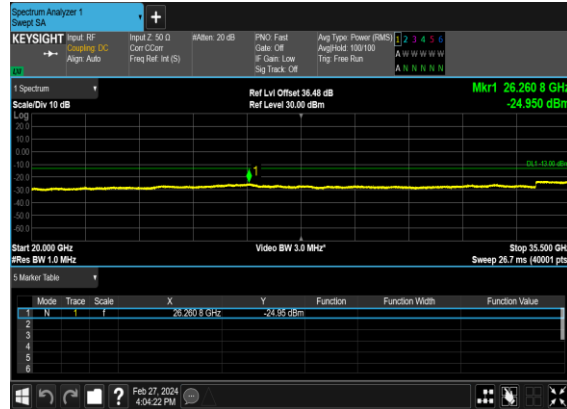 Spectrum Analyzer 1
Swept SA
KEYSIGHT Input: RF Input Z: 50 Ω #Atten: 20 dB PNO: Fast Avg Type: Power (RMS) 1 2 3 4 5 6
Coupling: DC Corr CCorr Gate: Off Avg|Hold: 100/100 A W W W W W
Align: Auto Freq Ref: Int (S) IF Gain: Low Trig: Free Run
Sig Track: Off A N N N N N
1 Spectrum Ref Lvl Offset 36.48 dB Mkr1 26.260 8 GHz
Scale/Div 10 dB Ref Level 30.00 dBm -24.950 dBm
Log
20.0
10.0
0.00
-10.0 1 DL1 -13.00 dBm
-20.0
-30.0
-40.0
-50.0
-60.0
Start 20.000 GHz Video BW 3.0 MHz* Stop 35.500 GHz
#Res BW 1.0 MHz Sweep 26.7 ms (40001 pts)
5 Marker Table
Mode Trace Scale X Y Function Function Width Function Value
1 N 1 f 26.260 8 GHz -24.95 dBm
2
3
4
5
6
? Feb 27, 2024
4:04:22 PM